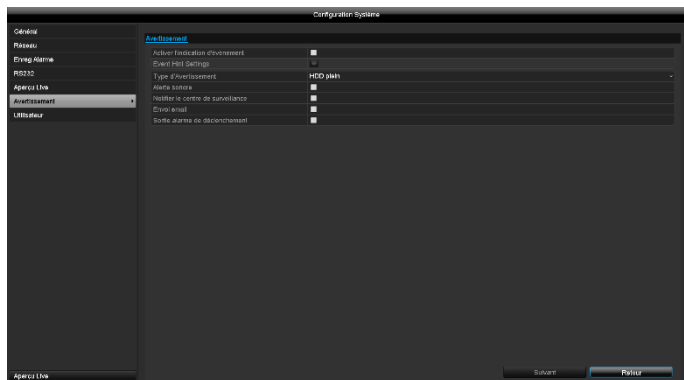 Configuration Système
Général
Réseau
Enreg Alarme
RS232
Aperçu Live
Avertissement
Utilisateur
Avertissement
Activer l'indication d'évènement
Event Hint Settings
Type d'Avertissement HDD plein
Alerte sonore
Notifier le centre de surveillance
Envoi email
Sortie alarme de déclenchement
Aperçu Live
Suivant
Retour